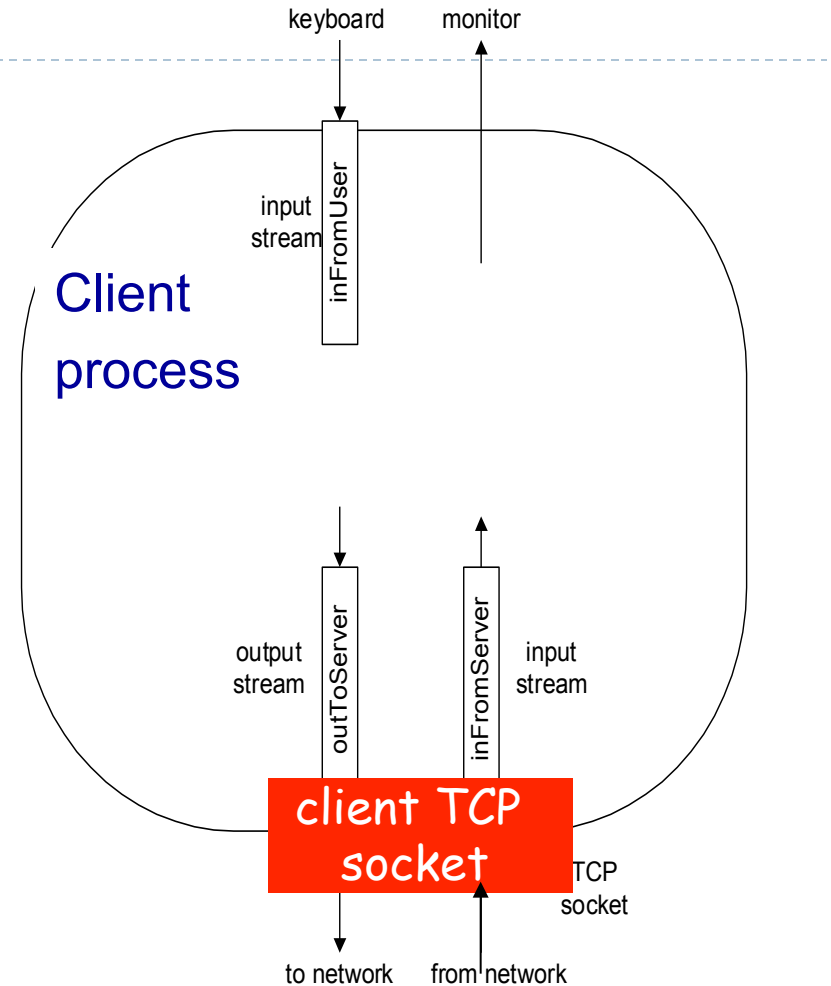 keyboard
monitor
input
stream
inFromUser
Client
process
output
stream
outToServer
inFromServer
input
stream
client TCP
socket
TCP
socket
to network
from network